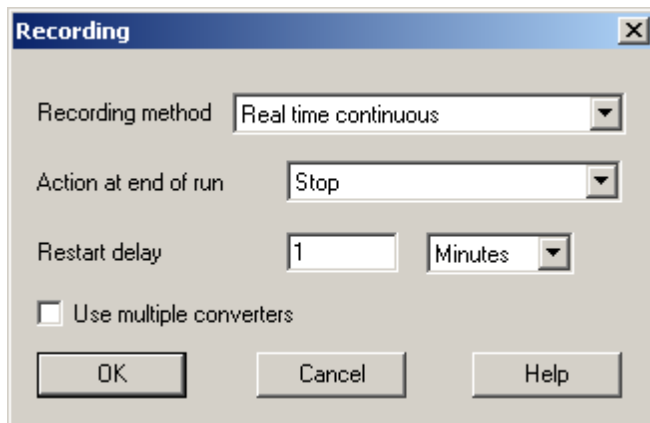 Recording
Recording method Real time continuous
Action at end of run Stop
Restart delay 1 Minutes
Use multiple converters
OK Cancel Help